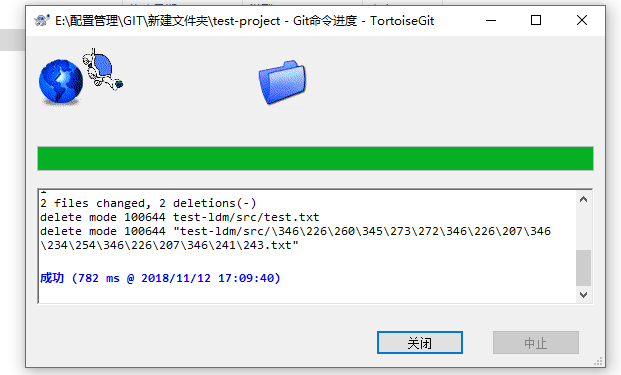 E:\配置管理\GIT\新建文件夹\test-project - Git命令进度 - TortoiseGit
2 files changed, 2 deletions(-)
delete mode 100644 test-ldm/src/test.txt
delete mode 100644 "test-ldm/src/\346\226\260\345\273\272\346\226\207\346
\234\254\346\226\207\346\241\243.txt"
成功 (782 ms @ 2018/11/12 17:09:40)
关闭
中止